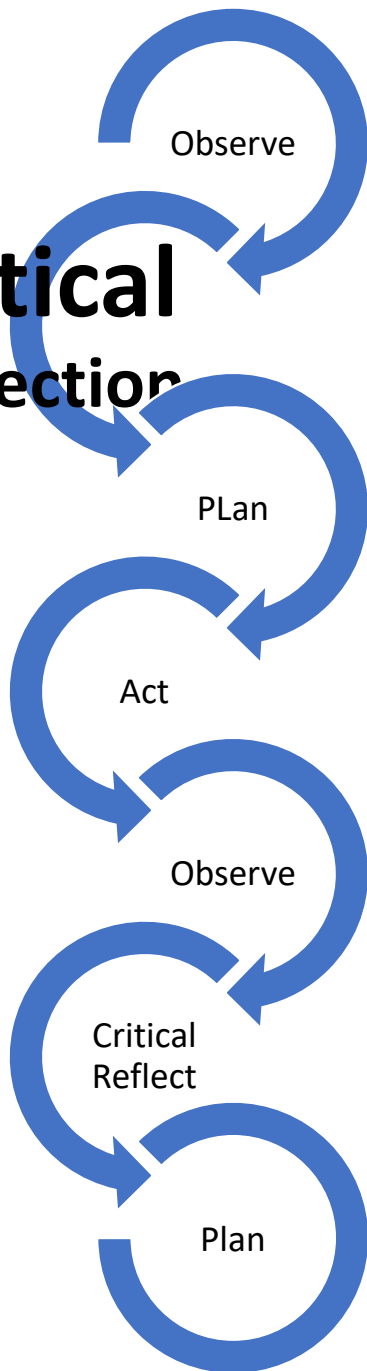 Observe
tical
ection
PLan
Act
Observe
Critical
Reflect
Plan